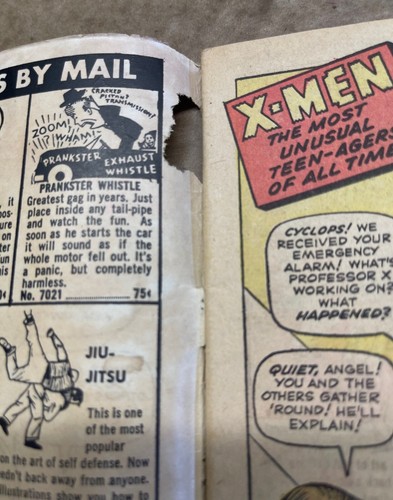 S BY MAIL
CRACKED
PISTON?
TRANSMISSION!
ZOOM!
WHAM!
PRANKSTER EXHAUST
WHISTLE
PRANKSTER WHISTLE
Greatest gag in years. Just
place inside any tail-pipe
and watch the fun. As
soon as he starts the car
it will sound as if the
whole motor fell out. It's
a panic, but completely
harmless.
No. 7021 75¢
JIU-
JITSU
This is one
of the most
popular
on the art of self defense. Now
back away from anyone.
illustrations show you how to
X-MEN
THE MOST
UNUSUAL
TEEN-AGERS
OF ALL TIME
CYCLOPS! WE
RECEIVED YOUR
EMERGENCY
ALARM! WHAT'S
PROFESSOR X
WORKING ON?
WHAT
HAPPENED?
QUIET, ANGEL!
YOU AND THE
OTHERS GATHER
'ROUND! HE'LL
EXPLAIN!